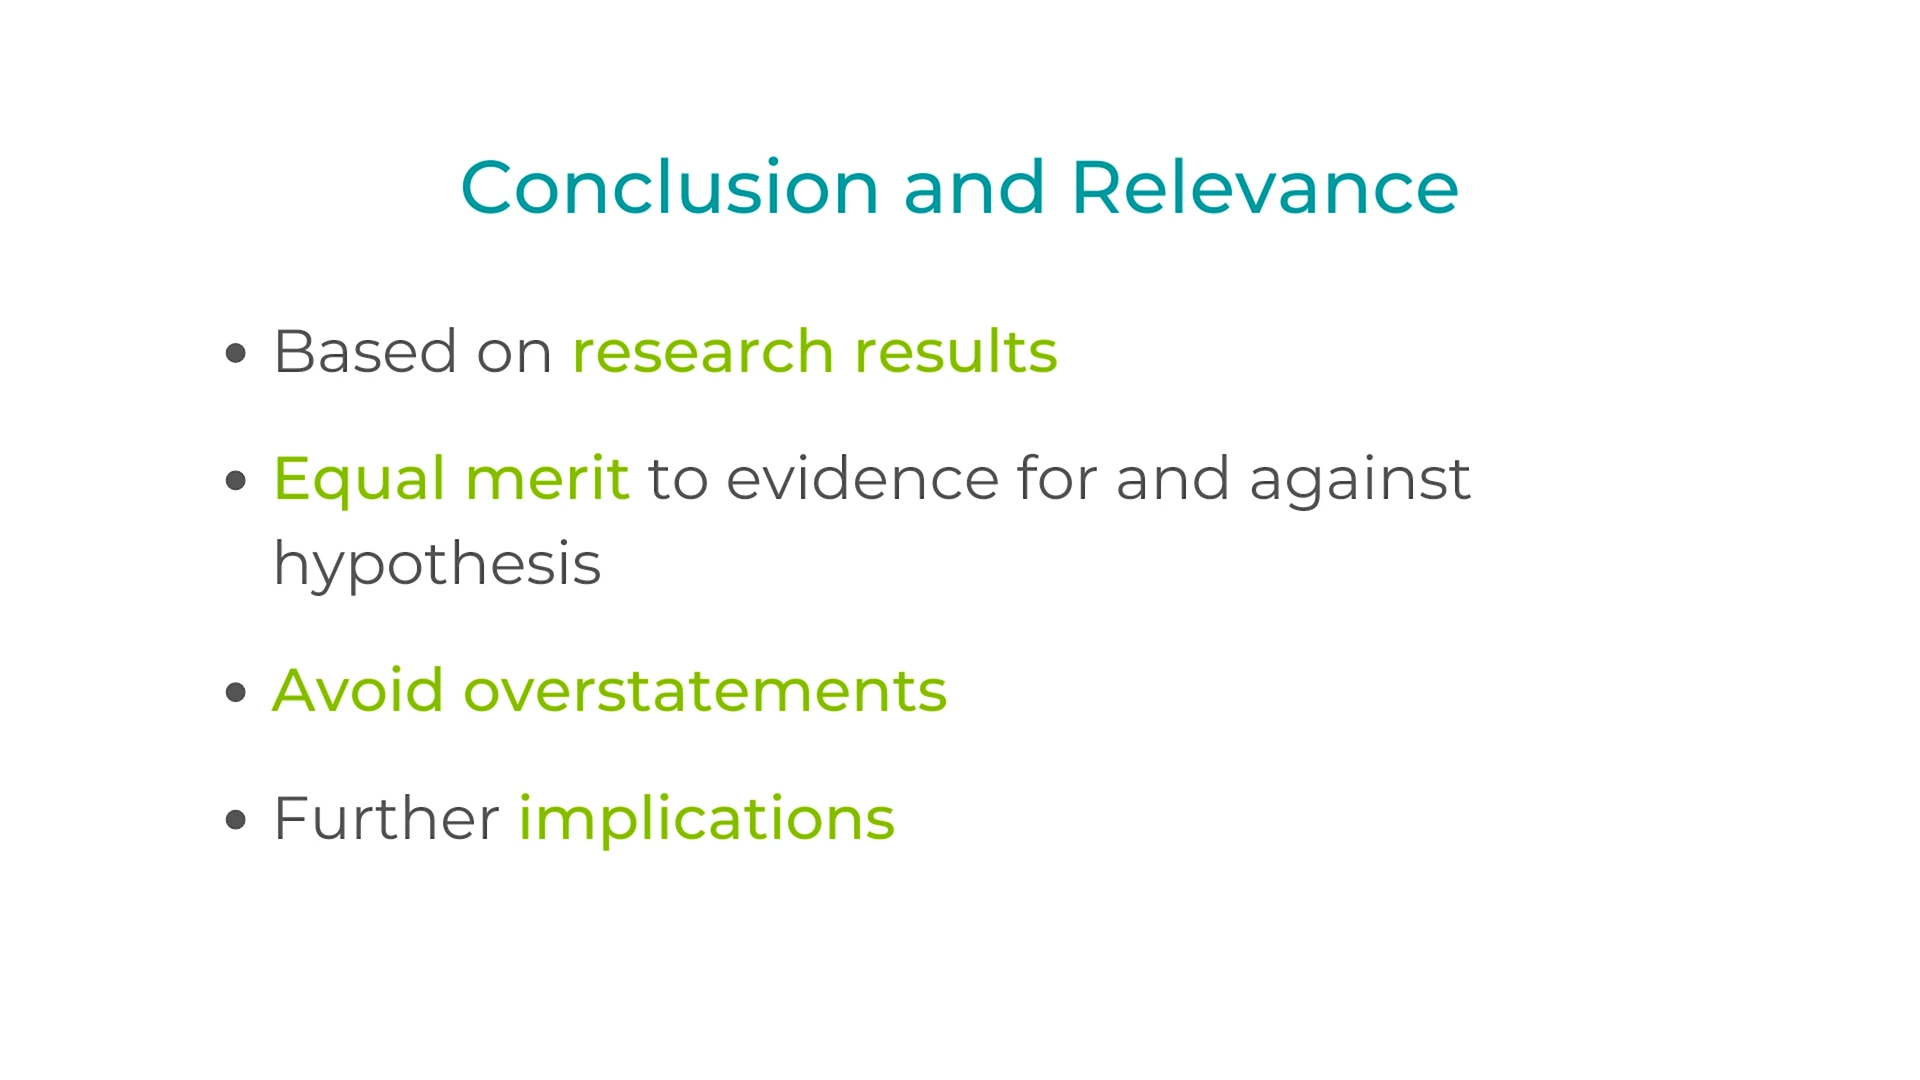 Conclusion and Relevance
• Based on research results
• Equal merit to evidence for and against
hypothesis
• Avoid overstatements
• Further implications